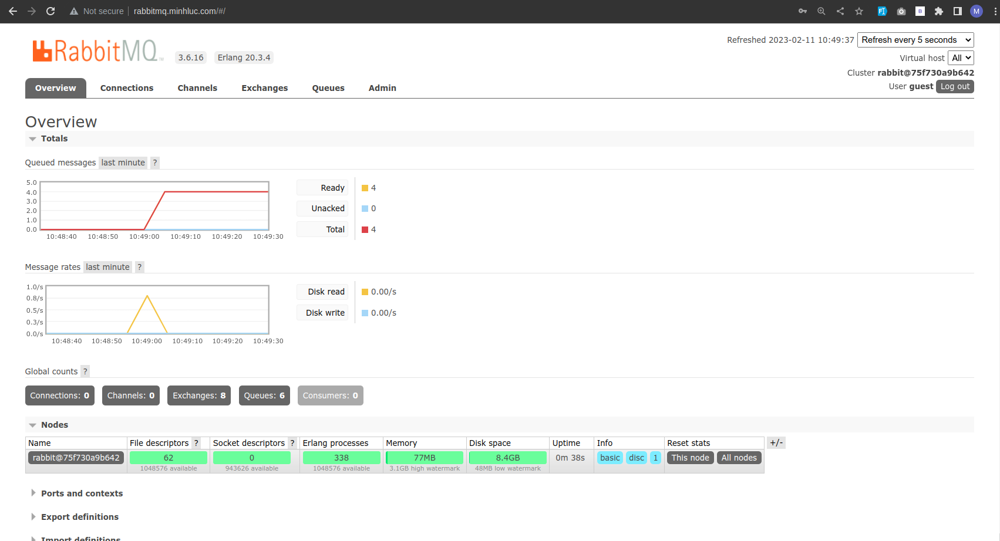 Not secure rabbitmq.minhluc.com/#/
B
M
RabbitMQ
TM
3.6.16 Erlang 20.3.4
Refreshed 2023-02-11 10:49:37 Refresh every 5 seconds
Virtual host All
Cluster rabbit@75f730a9b642
User guest Log out
Overview Connections Channels Exchanges Queues Admin
Overview
Totals
Queued messages last minute ?
5.0
4.0
3.0
2.0
1.0
0.0
10:48:40 10:48:50 10:49:00 10:49:10 10:49:20 10:49:30
Ready 4
Unacked 0
Total 4
Message rates last minute ?
1.0/s
0.8/s
0.5/s
0.3/s
0.0/s
10:48:40 10:48:50 10:49:00 10:49:10 10:49:20 10:49:30
Disk read 0.00/s
Disk write 0.00/s
Global counts ?
Connections: 0 Channels: 0 Exchanges: 8 Queues: 6 Consumers: 0
Nodes
Name File descriptors ? Socket descriptors ? Erlang processes Memory Disk space Uptime Info Reset stats +/-
rabbit@75f730a9b642 62 0 338 77MB 8.4GB 0m 38s basic disc 1 This node All nodes
1048576 available 943626 available 1048576 available 3.1GB high watermark 48MB low watermark
Ports and contexts
Export definitions
Import definitions